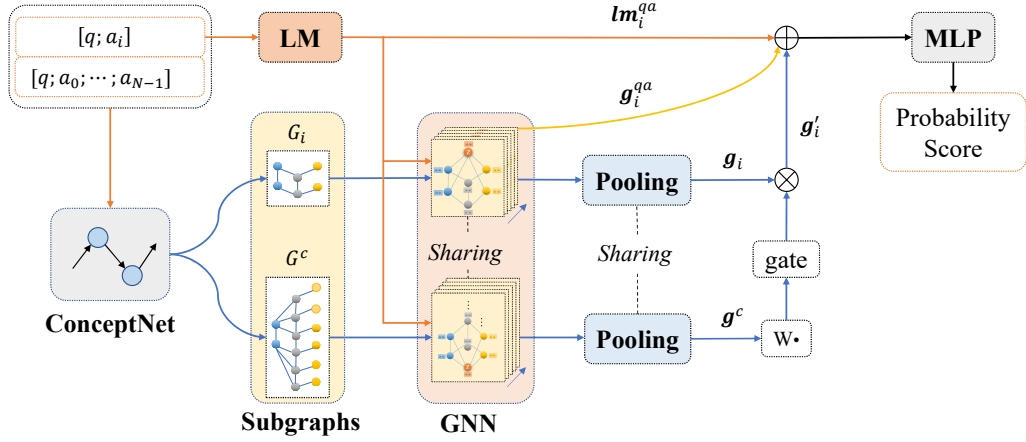 [q; a_i]
[q; a_0; ⋯; a_{N−1}]
LM
lm_i^{qa}
MLP
g_i^{qa}
Probability
Score
G_i
g_i'
g_i
Pooling
Sharing
Sharing
G^c
gate
ConceptNet
Pooling
g^c
W•
Subgraphs
GNN